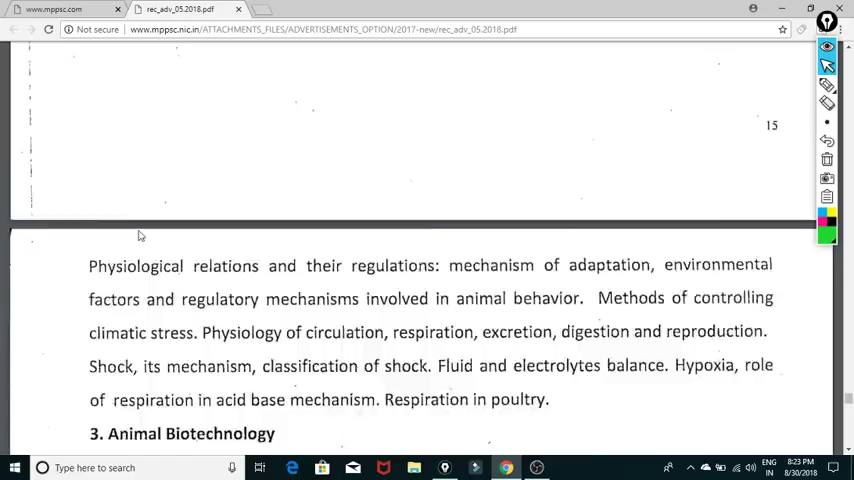 www.mppsc.com
rec_adv_05.2018.pdf
Not secure
www.mppsc.nic.in/ATTACHMENTS_FILES/ADVERTISEMENTS_OPTION/2017-new/rec_adv_05.2018.pdf
15
Physiological relations and their regulations: mechanism of adaptation, environmental
factors and regulatory mechanisms involved in animal behavior. Methods of controlling
climatic stress. Physiology of circulation, respiration, excretion, digestion and reproduction.
Shock, its mechanism, classification of shock. Fluid and electrolytes balance. Hypoxia, role
of respiration in acid base mechanism. Respiration in poultry.
3. Animal Biotechnology
Type here to search
ENG
IN
8:23 PM
8/30/2018